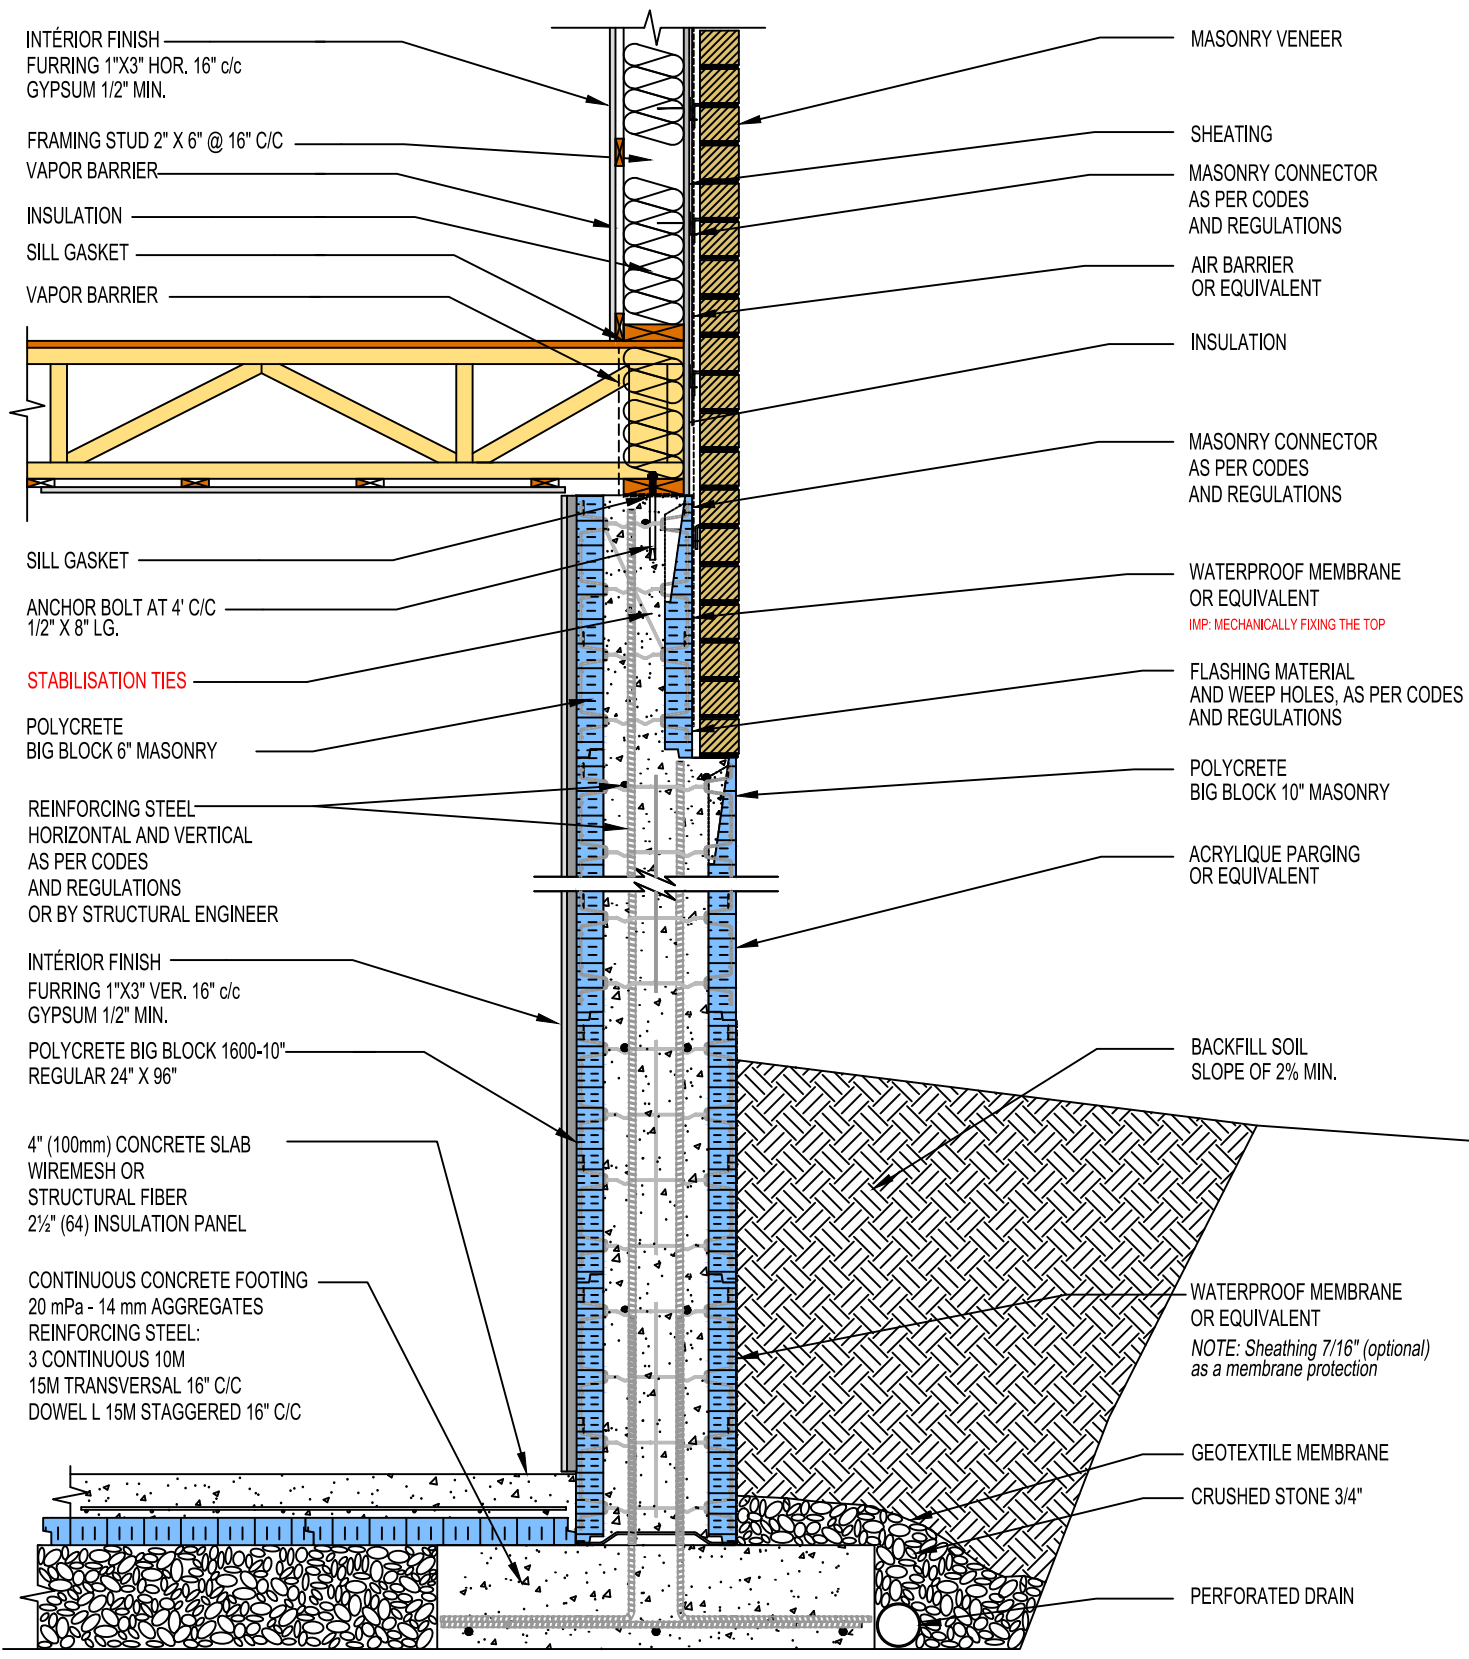 INTÉRIOR FINISH
FURRING 1"X3" HOR. 16" c/c
GYPSUM 1/2" MIN.
FRAMING STUD 2" X 6" @ 16" C/C
VAPOR BARRIER
INSULATION
SILL GASKET
VAPOR BARRIER
SILL GASKET
ANCHOR BOLT AT 4' C/C
1/2" X 8" LG.
STABILISATION TIES
POLYCRETE
BIG BLOCK 6" MASONRY
REINFORCING STEEL
HORIZONTAL AND VERTICAL
AS PER CODES
AND REGULATIONS
OR BY STRUCTURAL ENGINEER
INTÉRIOR FINISH
FURRING 1"X3" VER. 16" c/c
GYPSUM 1/2" MIN.
POLYCRETE BIG BLOCK 1600-10"
REGULAR 24" X 96"
4" (100mm) CONCRETE SLAB
WIREMESH OR
STRUCTURAL FIBER
2½" (64) INSULATION PANEL
CONTINUOUS CONCRETE FOOTING
20 mPa - 14 mm AGGREGATES
REINFORCING STEEL:
3 CONTINUOUS 10M
15M TRANSVERSAL 16" C/C
DOWEL L 15M STAGGERED 16" C/C
MASONRY VENEER
SHEATING
MASONRY CONNECTOR
AS PER CODES
AND REGULATIONS
AIR BARRIER
OR EQUIVALENT
INSULATION
MASONRY CONNECTOR
AS PER CODES
AND REGULATIONS
WATERPROOF MEMBRANE
OR EQUIVALENT
IMP: MECHANICALLY FIXING THE TOP
FLASHING MATERIAL
AND WEEP HOLES, AS PER CODES
AND REGULATIONS
POLYCRETE
BIG BLOCK 10" MASONRY
ACRYLIQUE PARGING
OR EQUIVALENT
BACKFILL SOIL
SLOPE OF 2% MIN.
WATERPROOF MEMBRANE
OR EQUIVALENT
NOTE: Sheathing 7/16" (optional)
as a membrane protection
GEOTEXTILE MEMBRANE
CRUSHED STONE 3/4"
PERFORATED DRAIN